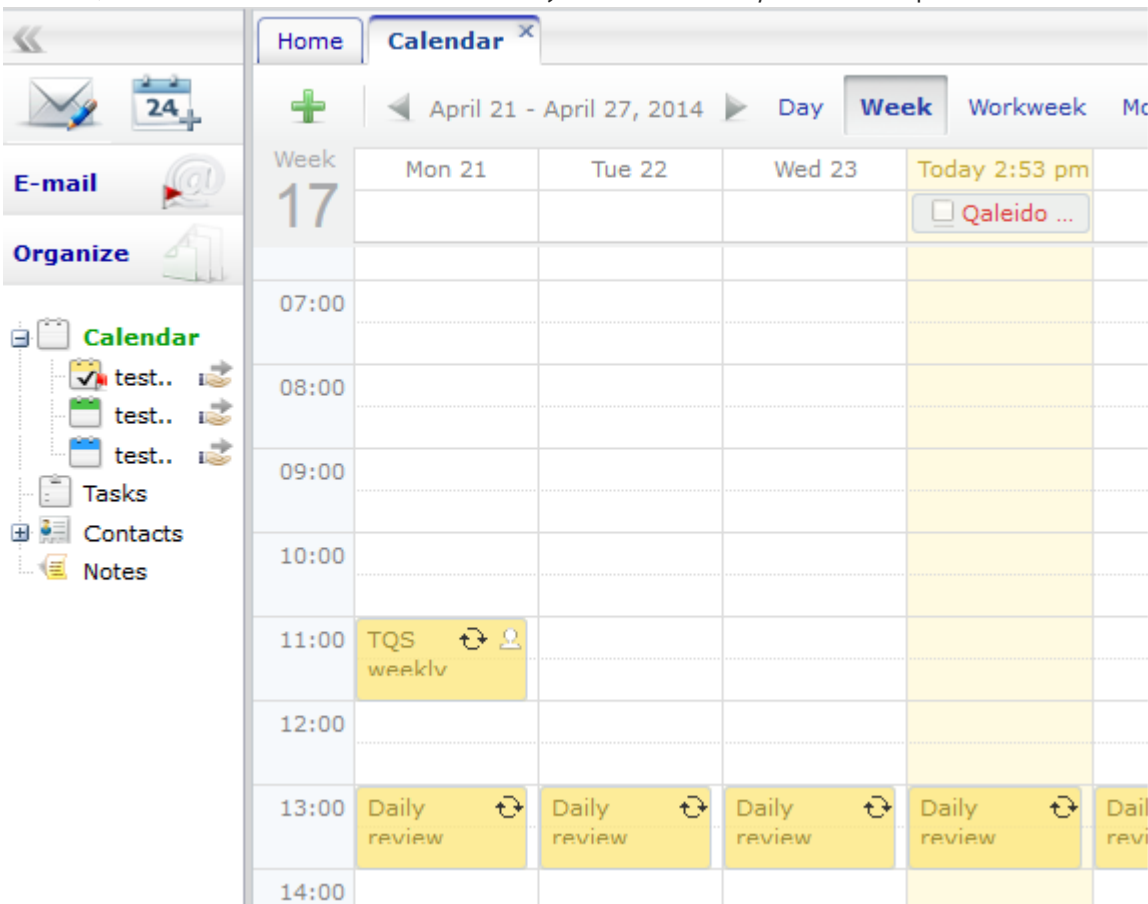 Home
Calendar
24
April 21 - April 27, 2014
Day
Week
Workweek
E-mail
Organize
Week
17
Mon 21
Tue 22
Wed 23
Today 2:53 pm
Qaleido ...
Calendar
test..
test..
test..
Tasks
Contacts
Notes
07:00
08:00
09:00
10:00
11:00
TQS
weekly
12:00
13:00
Daily
review
Daily
review
Daily
review
Daily
review
14:00